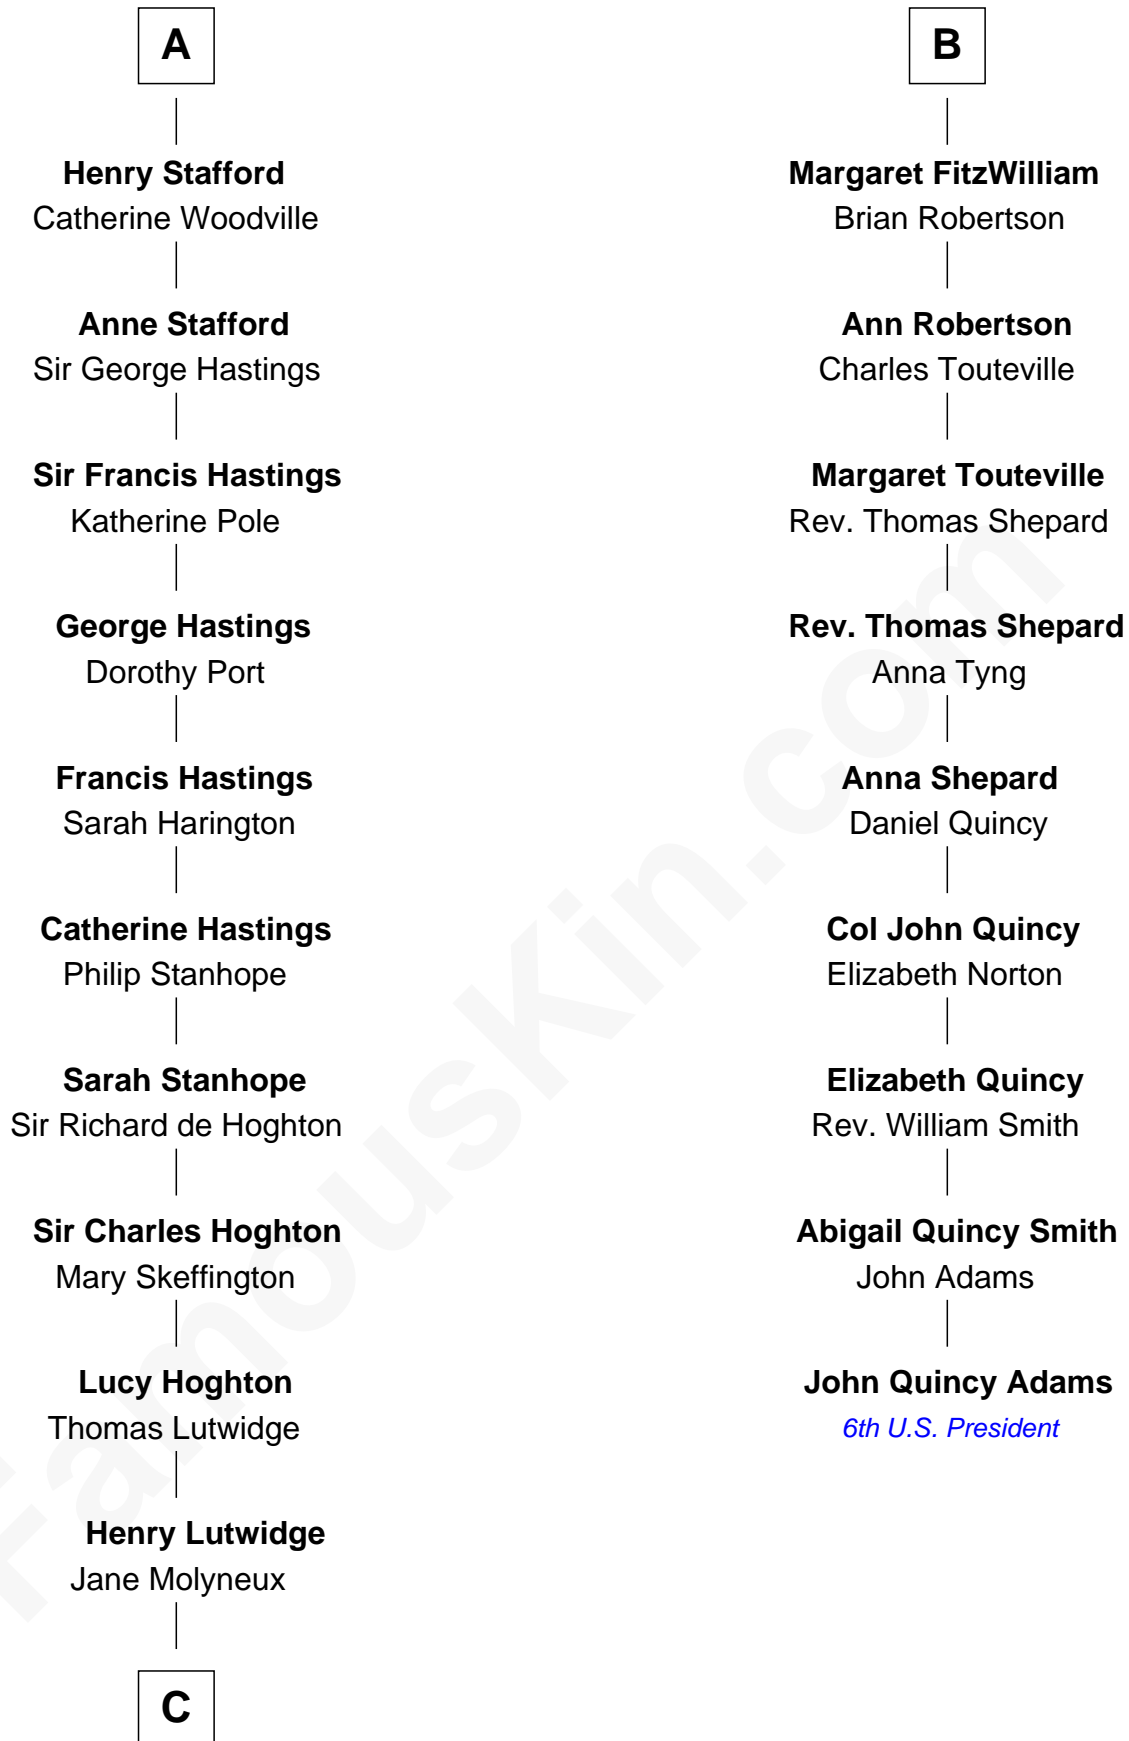 A
Henry Stafford
Catherine Woodville
Anne Stafford
Sir George Hastings
Sir Francis Hastings
Katherine Pole
George Hastings
Dorothy Port
Francis Hastings
Sarah Harington
Catherine Hastings
Philip Stanhope
Sarah Stanhope
Sir Richard de Hoghton
Sir Charles Hoghton
Mary Skeffington
Lucy Hoghton
Thomas Lutwidge
Henry Lutwidge
Jane Molyneux
C
B
Margaret FitzWilliam
Brian Robertson
Ann Robertson
Charles Touteville
Margaret Touteville
Rev. Thomas Shepard
Rev. Thomas Shepard
Anna Tyng
Anna Shepard
Daniel Quincy
Col John Quincy
Elizabeth Norton
Elizabeth Quincy
Rev. William Smith
Abigail Quincy Smith
John Adams
John Quincy Adams
6th U.S. President
FamousKin.com